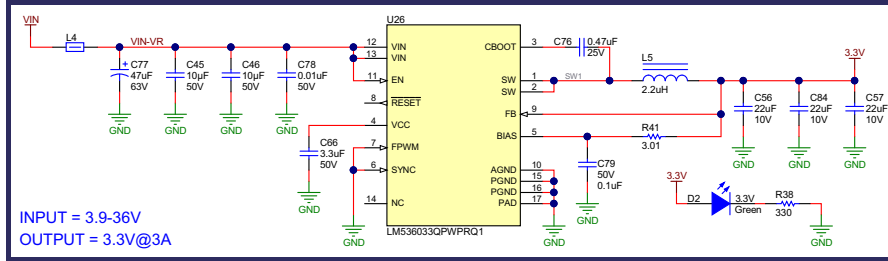 VIN
L4
VIN-VR
C77
47uF
63V
C45
10µF
50V
C46
10µF
50V
C78
0.01uF
50V
GND
GND
GND
GND
C66
3.3uF
50V
GND
GND
U26
12 VIN
13 VIN
11 EN
8 RESET
4 VCC
7 FPWM
6 SYNC
14 NC
CBOOT 3
SW 1
SW 2
FB 9
BIAS 5
AGND 10
PGND 15
PGND 16
PAD 17
LM536033QPWPRQ1
C76
0.47uF
25V
SW1
L5
2.2uH
3.3V
C56
22uF
10V
C84
22uF
10V
C57
22uF
10V
GND
GND
GND
R41
3.01
C79
50V
0.1uF
GND
GND
3.3V
D2
3.3V
Green
R38
330
GND
INPUT = 3.9-36V
OUTPUT = 3.3V@3A